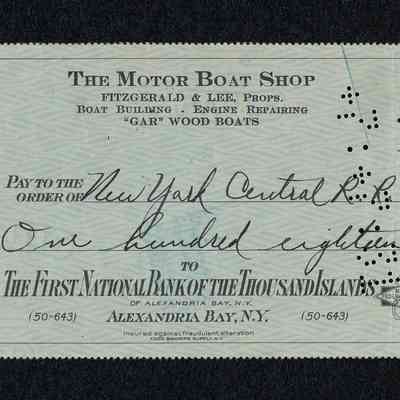 THE MOTOR BOAT SHOP
FITZGERALD & LEE, PROPS.
BOAT BUILDING - ENGINE REPAIRING
"GAR" WOOD BOATS
PAY TO THE ORDER OF New York Central R. R.
One hundred eighteen
TO
THE FIRST NATIONAL BANK OF THE THOUSAND ISLANDS
OF ALEXANDRIA BAY, N.Y.
(50-643) ALEXANDRIA BAY, N.Y. (50-643)
Insured against fraudulent alteration